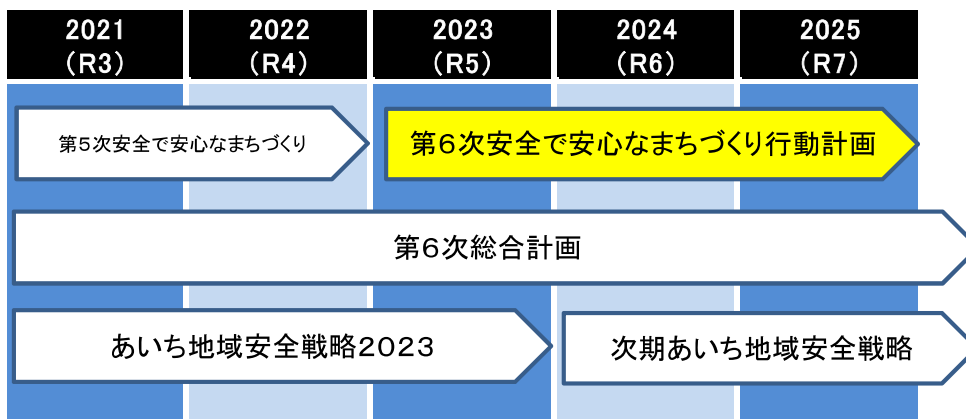 2021 2022 2023 2024 2025
(R3) (R4) (R5) (R6) (R7)
第5次安全で安心なまちづくり 第6次安全で安心なまちづくり行動計画
第6次総合計画
あいち地域安全戦略2023 次期あいち地域安全戦略